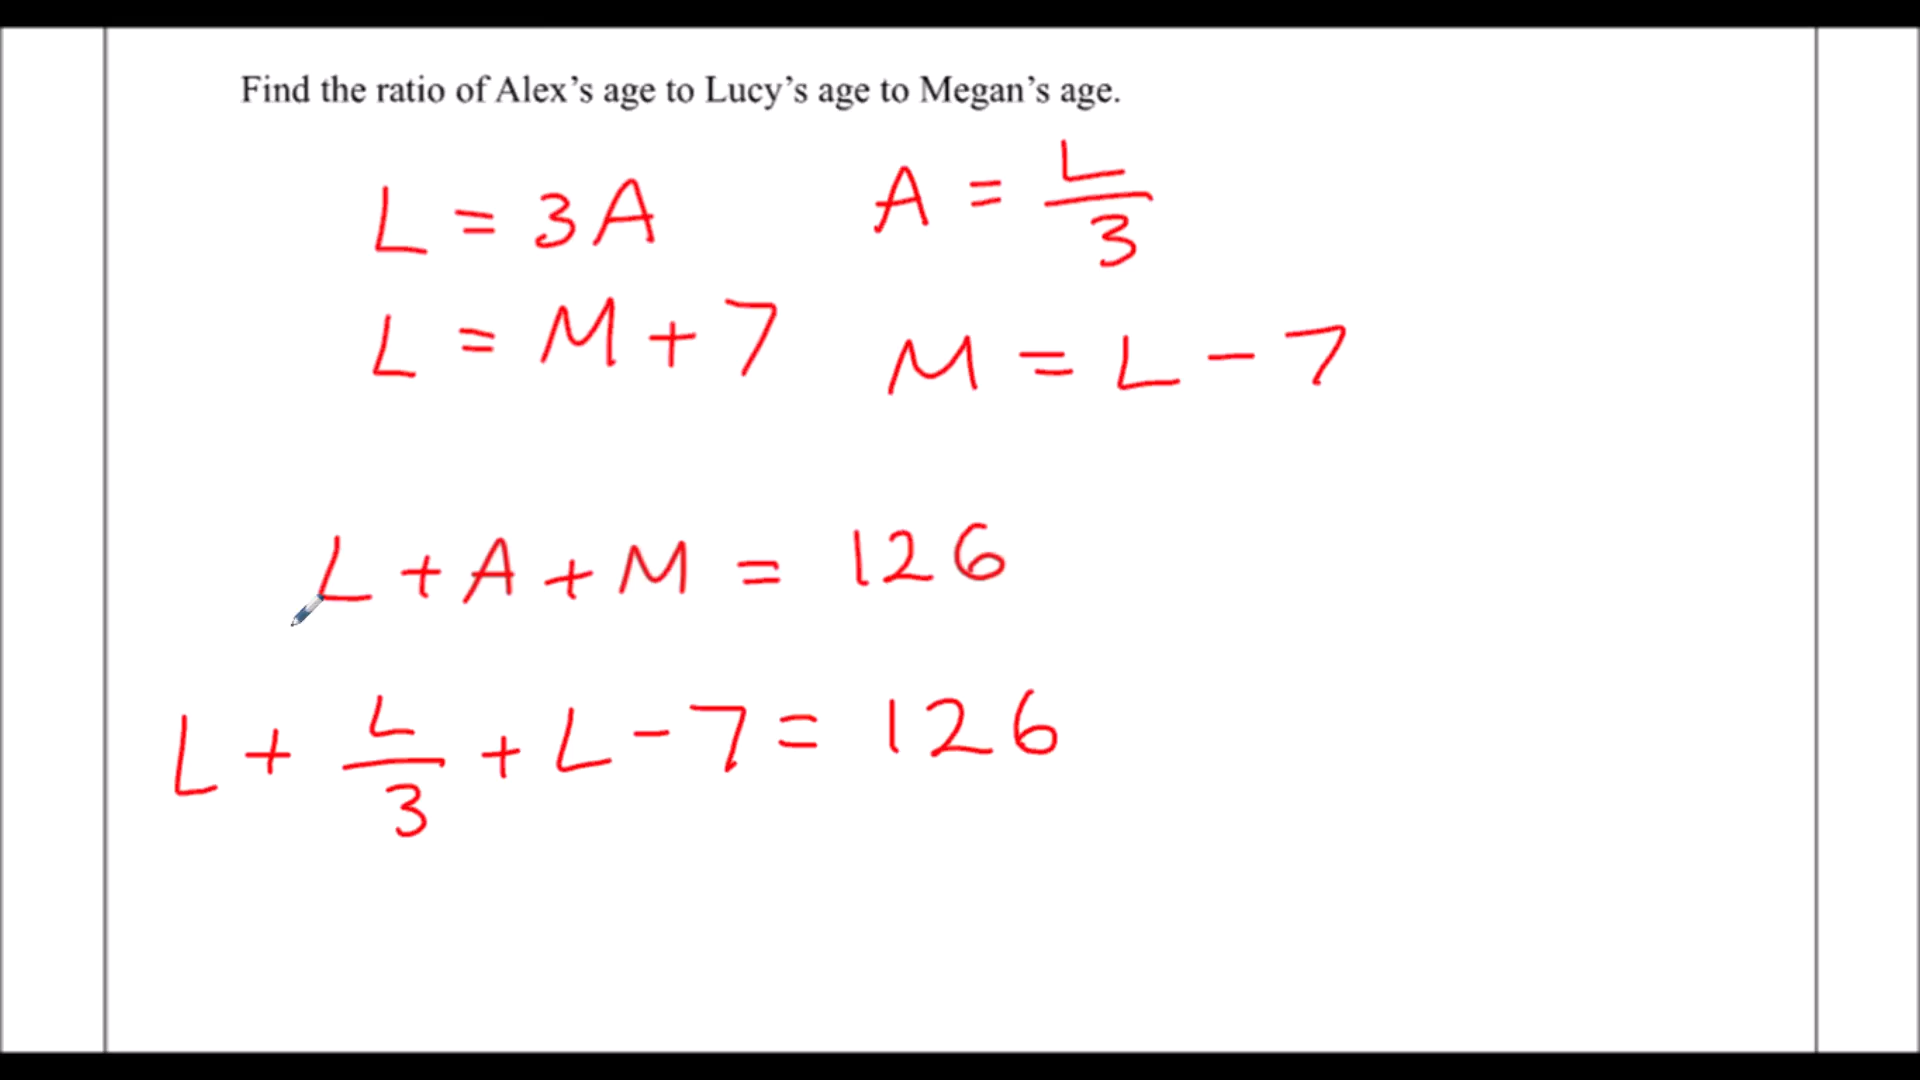 Find the ratio of Alex’s age to Lucy’s age to Megan’s age.
L = 3A
A = L/3
L = M + 7
M = L - 7
L + A + M = 126
L + L/3 + L - 7 = 126